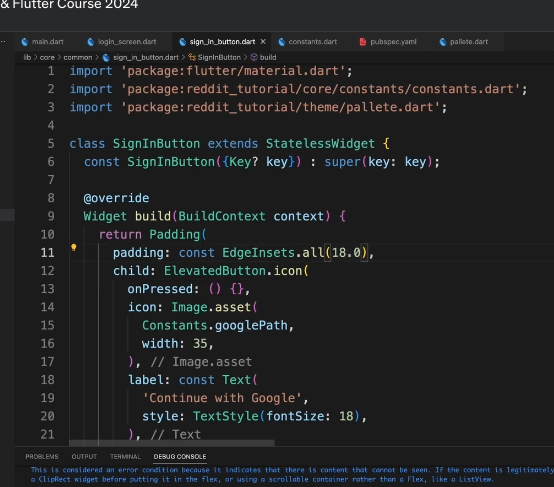 & Flutter Course 2024
main.dart login_screen.dart sign_in_button.dart × constants.dart pubspec.yaml pallete.dart
lib > core > common > sign_in_button.dart > SignInButton > build
1 import 'package:flutter/material.dart';
2 import 'package:reddit_tutorial/core/constants/constants.dart';
3 import 'package:reddit_tutorial/theme/pallete.dart';
4
5 class SignInButton extends StatelessWidget {
6 const SignInButton({Key? key}) : super(key: key);
7
8 @override
9 Widget build(BuildContext context) {
10 return Padding(
11 padding: const EdgeInsets.all(18.0),
12 child: ElevatedButton.icon(
13 onPressed: () {},
14 icon: Image.asset(
15 Constants.googlePath,
16 width: 35,
17 ), // Image.asset
18 label: const Text(
19 'Continue with Google',
20 style: TextStyle(fontSize: 18),
21 ), // Text
PROBLEMS OUTPUT TERMINAL DEBUG CONSOLE
This is considered an error condition because it indicates that there is content that cannot be seen. If the content is legitimately
a ClipRect widget before putting it in the flex, or using a scrollable container rather than a Flex, like a ListView.